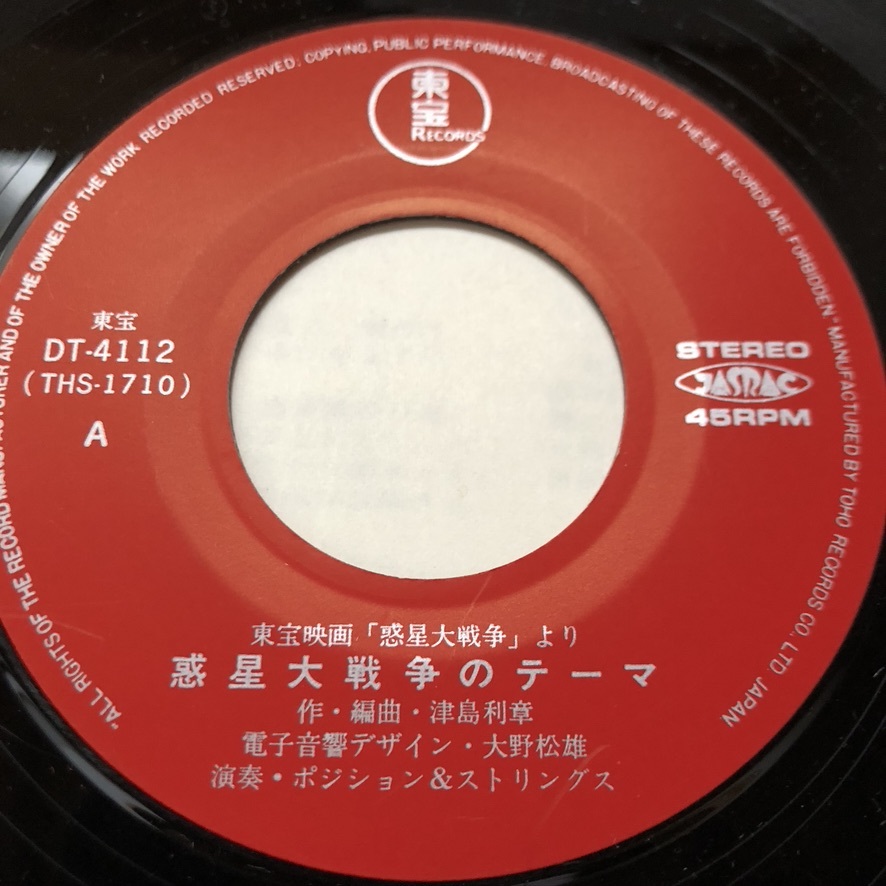 "ALL RIGHTS OF THE RECORD MANUFACTURER AND OF THE OWNER OF THE WORK RECORDED RESERVED. COPYING, PUBLIC PERFORMANCE, BROADCASTING OF THESE RECORDS ARE FORBIDDEN • MANUFACTURED BY TOHO RECORDS CO., LTD. JAPAN
東宝
RECORDS
東宝
DT-4112
(THS-1710)
A
STEREO
JASRAC
45RPM
東宝映画「惑星大戦争」より
惑星大戦争のテーマ
作・編曲・津島利章
電子音響デザイン・大野松雄
演奏・ポジション&ストリングス